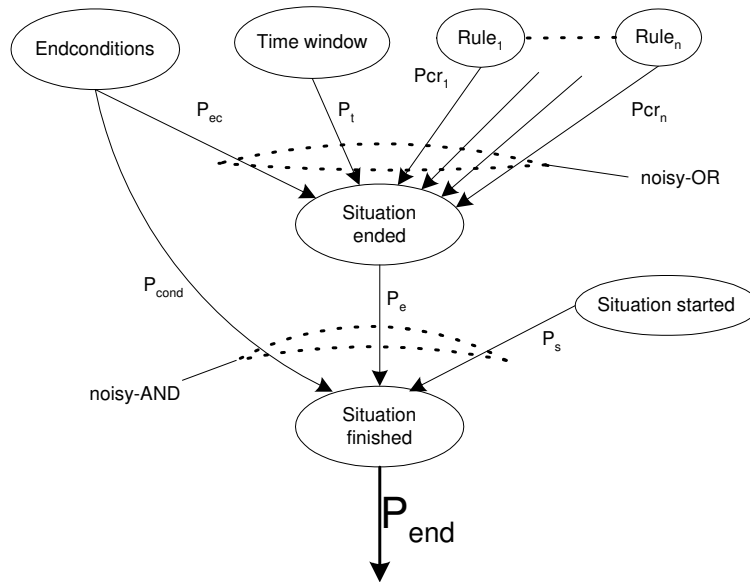 Endconditions
Time window
Rule1
Rulen
Pec
Pt
Pcr1
Pcrn
noisy-OR
Situation
ended
Pcond
Pe
Situation started
Ps
noisy-AND
Situation
finished
Pend